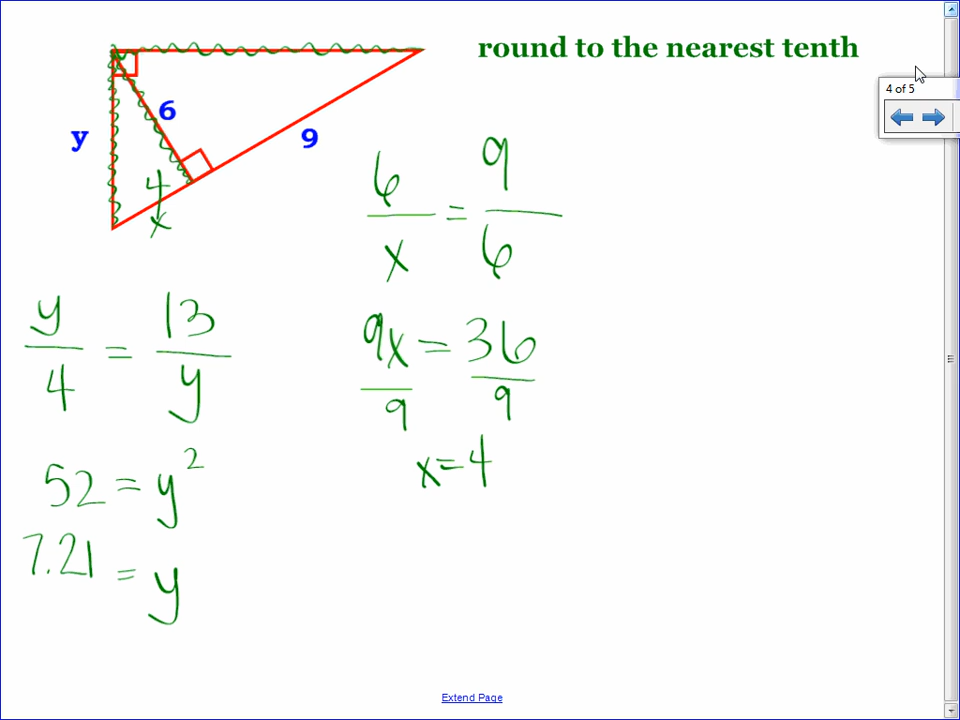 round to the nearest tenth
4 of 5
6
y
9
4
x
6/x = 9/6
9x = 36
9 9
x=4
y/4 = 13/y
52 = y²
7.21 = y
Extend Page